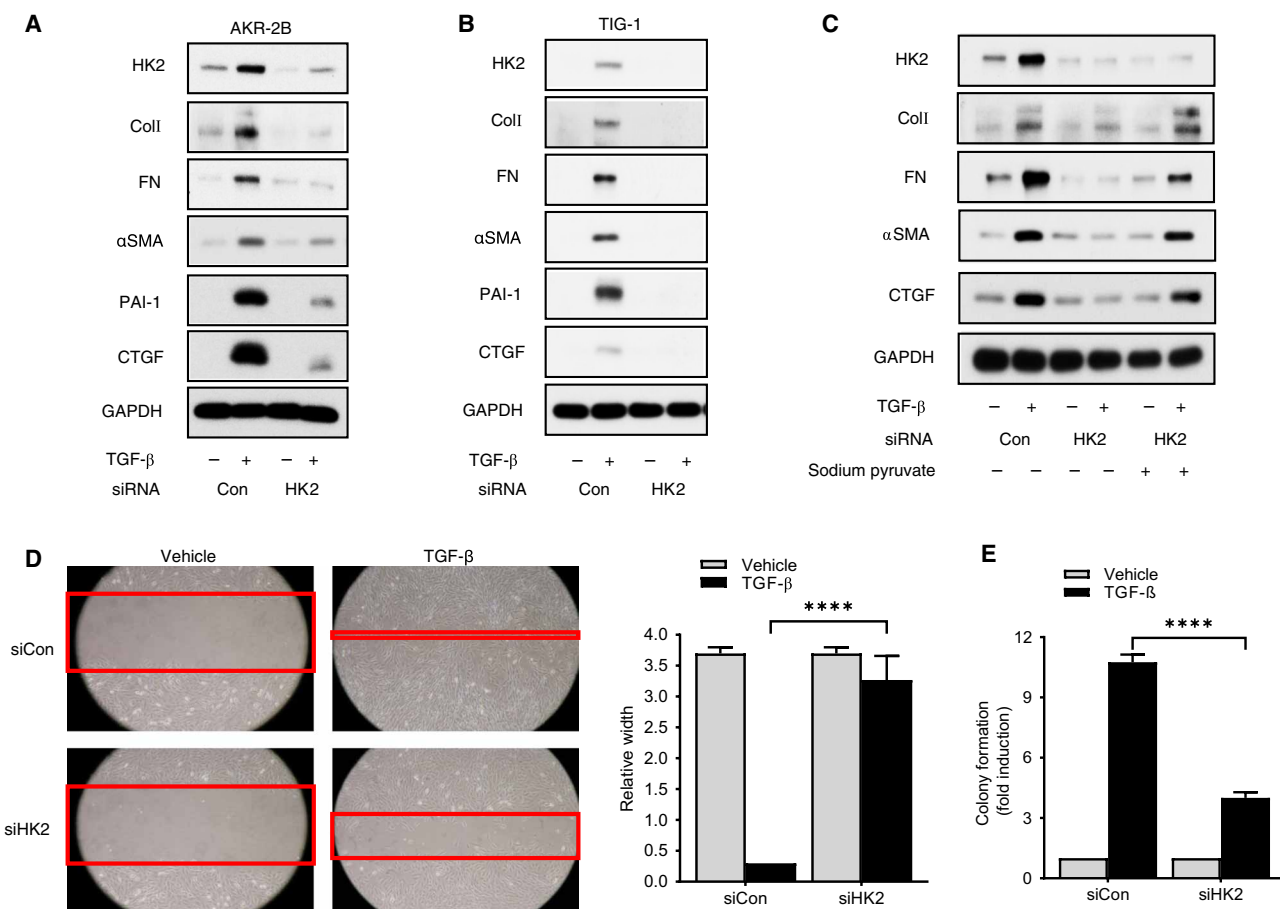 A
AKR-2B
HK2
ColI
FN
αSMA
PAI-1
CTGF
GAPDH
TGF-β − + − +
siRNA Con HK2
B
TIG-1
HK2
ColI
FN
αSMA
PAI-1
CTGF
GAPDH
TGF-β − + − +
siRNA Con HK2
C
HK2
ColI
FN
αSMA
CTGF
GAPDH
TGF-β − + − + − +
siRNA Con HK2 HK2
Sodium pyruvate − − − − + +
D
Vehicle TGF-β
siCon
siHK2
Vehicle
TGF-β
****
Relative width
4.0
3.5
3.0
2.5
2.0
1.5
1.0
0.5
0.0
siCon siHK2
E
Vehicle
TGF-ß
****
Colony formation
(fold induction)
12
9
6
3
0
siCon siHK2